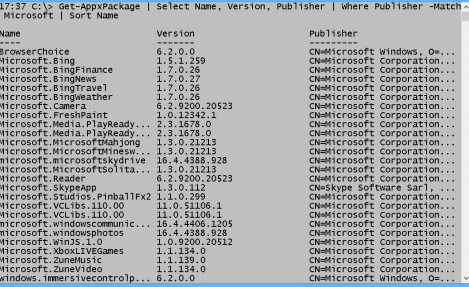 17:37 C:\> Get-AppxPackage | Select Name, Version, Publisher | Where Publisher -Match
Microsoft | Sort Name
Name Version Publisher
---- ------- ---------
BrowserChoice 6.2.0.0 CN=Microsoft Windows, O=...
Microsoft.Bing 1.5.1.259 CN=Microsoft Corporation...
Microsoft.BingFinance 1.7.0.26 CN=Microsoft Corporation...
Microsoft.BingNews 1.7.0.27 CN=Microsoft Corporation...
Microsoft.BingTravel 1.7.0.26 CN=Microsoft Corporation...
Microsoft.BingWeather 1.7.0.26 CN=Microsoft Corporation...
Microsoft.Camera 6.2.9200.20523 CN=Microsoft Corporation...
Microsoft.FreshPaint 1.0.12342.1 CN=Microsoft Corporation...
Microsoft.Media.PlayReady... 2.3.1678.0 CN=Microsoft Corporation...
Microsoft.Media.PlayReady... 2.3.1678.0 CN=Microsoft Corporation...
Microsoft.MicrosoftMahjong 1.3.0.21213 CN=Microsoft Corporation...
Microsoft.MicrosoftMinesw... 1.3.0.21213 CN=Microsoft Corporation...
microsoft.microsoftskydrive 16.4.4388.928 CN=Microsoft Corporation...
Microsoft.MicrosoftSolita... 1.3.0.21213 CN=Microsoft Corporation...
Microsoft.Reader 6.2.9200.20523 CN=Microsoft Corporation...
Microsoft.SkypeApp 1.3.0.112 CN=Skype Software Sarl, ...
Microsoft.Studios.PinballFx2 1.1.0.299 CN=Microsoft Corporation...
Microsoft.VCLibs.110.00 11.0.51106.1 CN=Microsoft Corporation...
Microsoft.VCLibs.110.00 11.0.51106.1 CN=Microsoft Corporation...
microsoft.windowscommunic... 16.4.4406.1205 CN=Microsoft Corporation...
microsoft.windowsphotos 16.4.4388.928 CN=Microsoft Corporation...
Microsoft.WinJS.1.0 1.0.9200.20512 CN=Microsoft Corporation...
Microsoft.XboxLIVEGames 1.1.134.0 CN=Microsoft Corporation...
Microsoft.ZuneMusic 1.1.139.0 CN=Microsoft Corporation...
Microsoft.ZuneVideo 1.1.134.0 CN=Microsoft Corporation...
windows.immersivecontrolp... 6.2.0.0 CN=Microsoft Windows, O=...